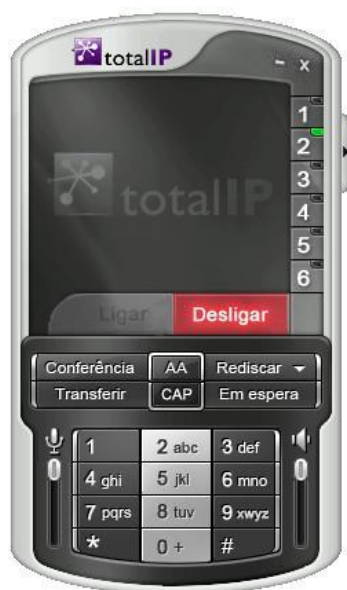 totalIP
- x
totalIP
1
2
3
4
5
6
Ligar Desligar
Conferência AA Rediscar
Transferir CAP Em espera
1 2 abc 3 def
4 ghi 5 jkl 6 mno
7 pqrs 8 tuv 9 xwyz
* 0 + #